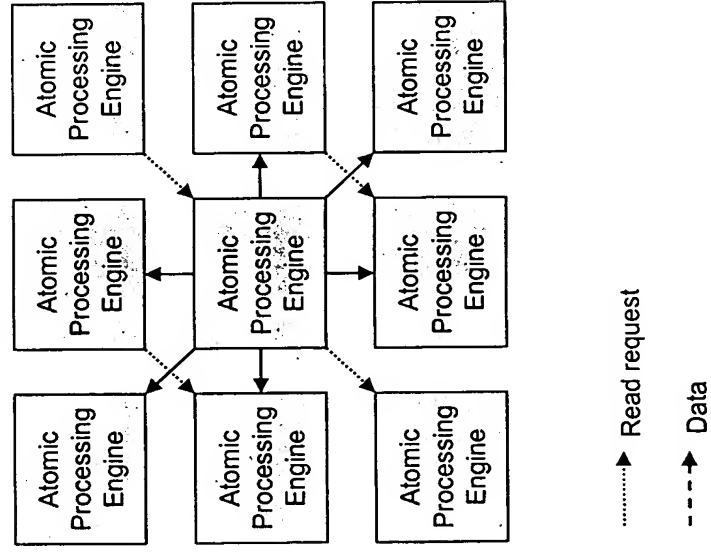 Atomic
Processing
Engine
Atomic
Processing
Engine
Atomic
Processing
Engine
Atomic
Processing
Engine
Atomic
Processing
Engine
Atomic
Processing
Engine
Atomic
Processing
Engine
Atomic
Processing
Engine
Atomic
Processing
Engine
Read request
Data